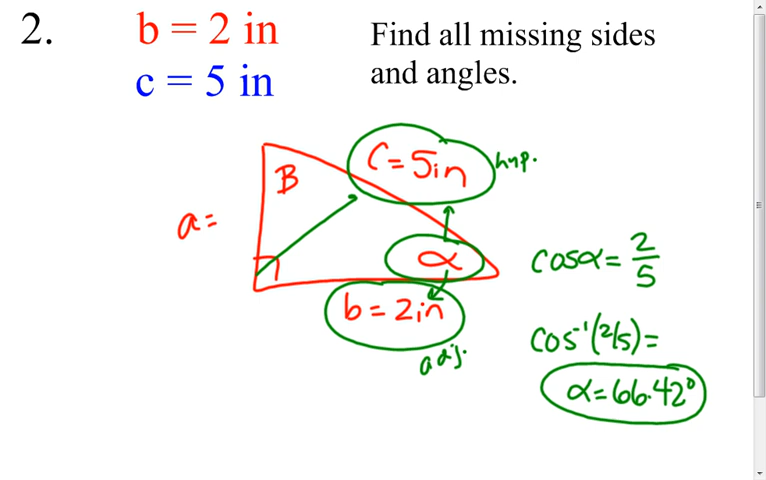 2.
b = 2 in
c = 5 in
Find all missing sides
and angles.
C = 5in
hyp.
B
a =
α
b = 2in
adj.
cosα = 2/5
cos⁻¹(2/5) =
α = 66.42°